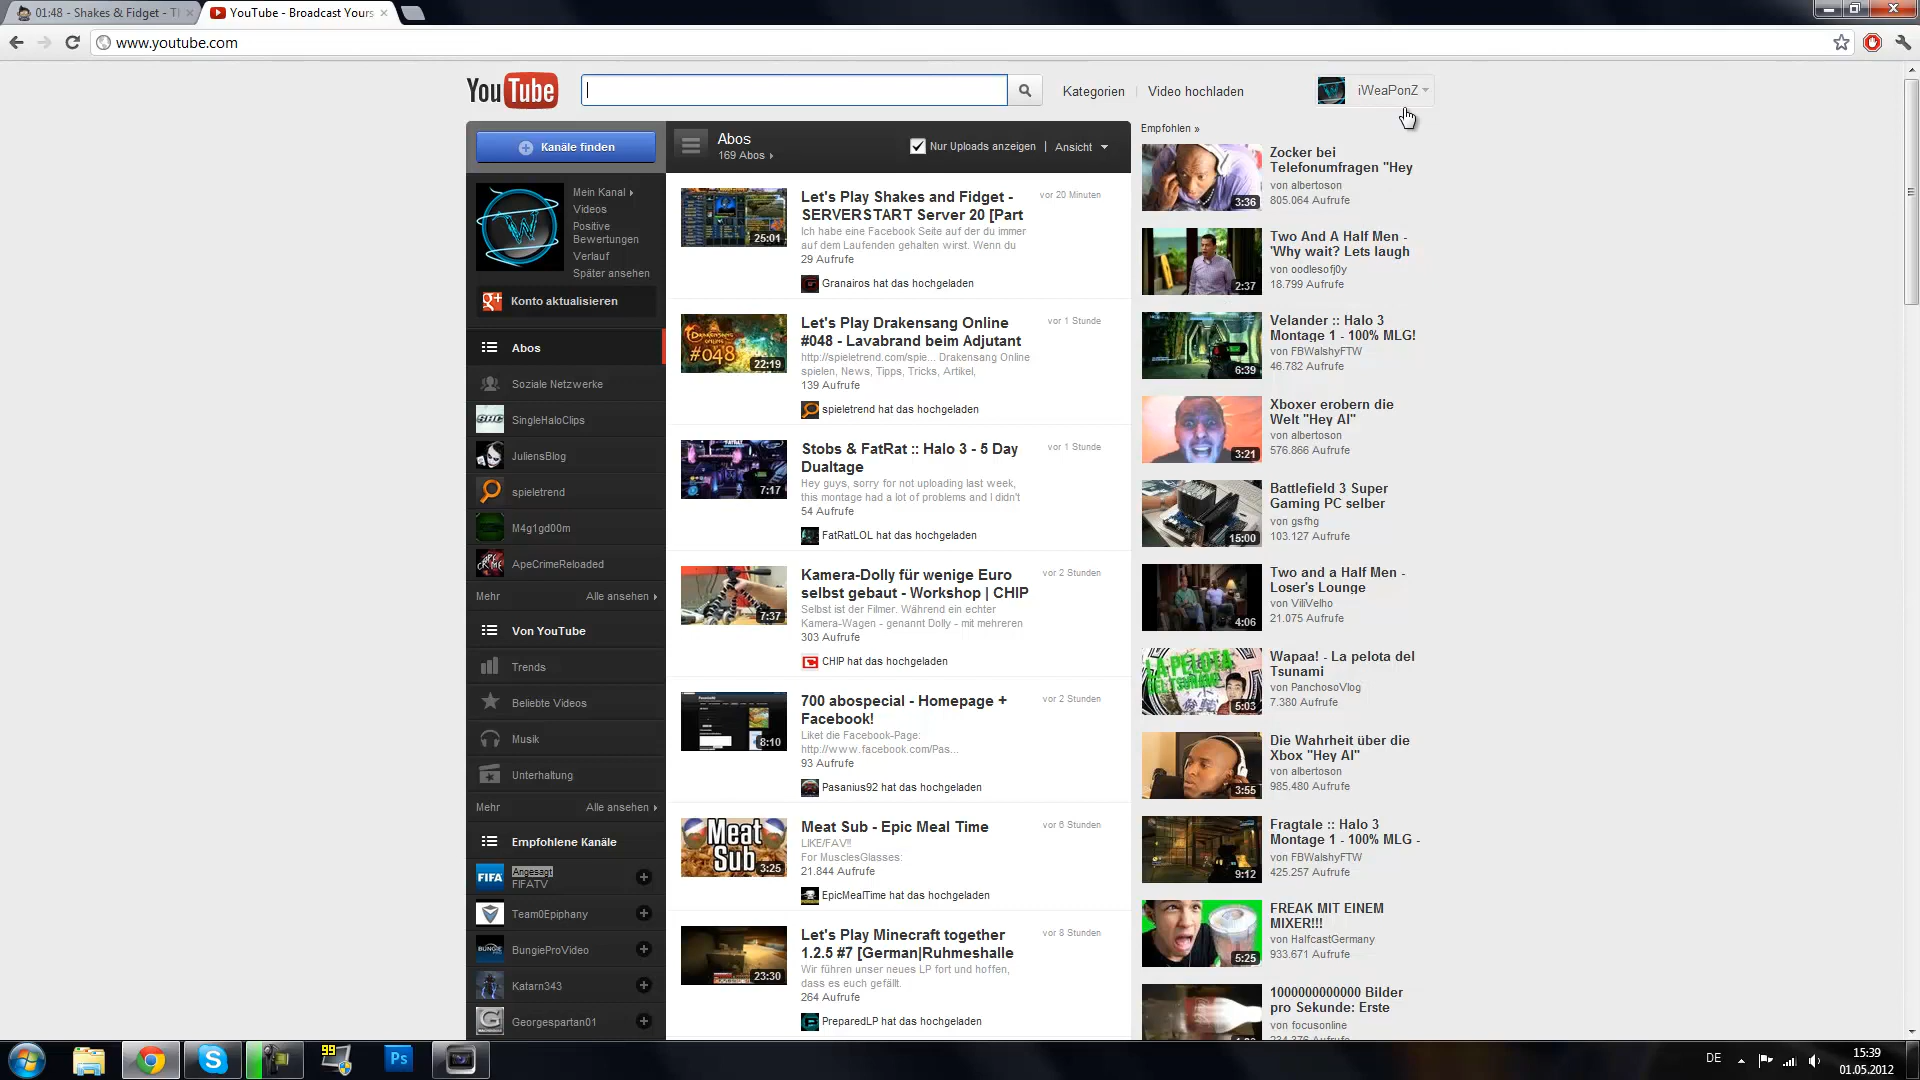 01:48 - Shakes & Fidget - T
YouTube - Broadcast Yours
www.youtube.com
YouTube
Kategorien
Video hochladen
iWeaPonZ
Kanäle finden
Mein Kanal
Videos
Positive
Bewertungen
Verlauf
Später ansehen
Konto aktualisieren
Abos
Soziale Netzwerke
SingleHaloClips
JuliensBlog
spieletrend
M4g1gd00m
ApeCrimeReloaded
Mehr
Alle ansehen
Von YouTube
Trends
Beliebte Videos
Musik
Unterhaltung
Mehr
Alle ansehen
Empfohlene Kanäle
FIFA
Angesagt
FIFATV
Team0Epiphany
BungieProVideo
Katarn343
Georgespartan01
Abos
169 Abos
Nur Uploads anzeigen
Ansicht
Let's Play Shakes and Fidget -
SERVERSTART Server 20 [Part
vor 20 Minuten
Ich habe eine Facebook Seite auf der du immer
auf dem Laufenden gehalten wirst. Wenn du
29 Aufrufe
25:01
Granairos hat das hochgeladen
Let's Play Drakensang Online
#048 - Lavabrand beim Adjutant
vor 1 Stunde
http://spieletrend.com/spie... Drakensang Online
spielen, News, Tipps, Tricks, Artikel,
139 Aufrufe
#048
22:19
spieletrend hat das hochgeladen
Stobs & FatRat :: Halo 3 - 5 Day
Dualtage
vor 1 Stunde
Hey guys, sorry for not uploading last week,
this montage had a lot of problems and I didn't
54 Aufrufe
7:17
FatRatLOL hat das hochgeladen
Kamera-Dolly für wenige Euro
selbst gebaut - Workshop | CHIP
vor 2 Stunden
Selbst ist der Filmer. Während ein echter
Kamera-Wagen - genannt Dolly - mit mehreren
303 Aufrufe
7:37
CHIP hat das hochgeladen
700 abospecial - Homepage +
Facebook!
vor 2 Stunden
Liket die Facebook-Page:
http://www.facebook.com/Pas...
93 Aufrufe
8:10
Pasanius92 hat das hochgeladen
Meat Sub - Epic Meal Time
vor 6 Stunden
LIKE/FAV!!
For MusclesGlasses:
21.844 Aufrufe
Meat
Sub
3:25
EpicMealTime hat das hochgeladen
Let's Play Minecraft together
1.2.5 #7 [German|Ruhmeshalle
vor 8 Stunden
Wir führen unser neues LP fort und hoffen,
dass es euch gefällt.
264 Aufrufe
23:30
PreparedLP hat das hochgeladen
Empfohlen »
Zocker bei
Telefonumfragen "Hey
von albertoson
805.064 Aufrufe
3:36
Two And A Half Men -
'Why wait? Lets laugh
von oodlesofj0y
18.799 Aufrufe
2:37
Velander :: Halo 3
Montage 1 - 100% MLG!
von FBWalshyFTW
46.782 Aufrufe
6:39
Xboxer erobern die
Welt "Hey Al"
von albertoson
576.866 Aufrufe
3:21
Battlefield 3 Super
Gaming PC selber
von gsfhg
103.127 Aufrufe
15:00
Two and a Half Men -
Loser's Lounge
von ViliVelho
21.075 Aufrufe
4:06
Wapaa! - La pelota del
Tsunami
von PanchosoVlog
7.380 Aufrufe
LA PELOTA
DEL TSUNAMI
5:03
Die Wahrheit über die
Xbox "Hey Al"
von albertoson
985.480 Aufrufe
3:55
Fragtale :: Halo 3
Montage 1 - 100% MLG -
von FBWalshyFTW
425.257 Aufrufe
9:12
FREAK MIT EINEM
MIXER!!!
von HalfcastGermany
933.671 Aufrufe
5:25
1000000000000 Bilder
pro Sekunde: Erste
von focusonline
99
Ps
DE
15:39
01.05.2012